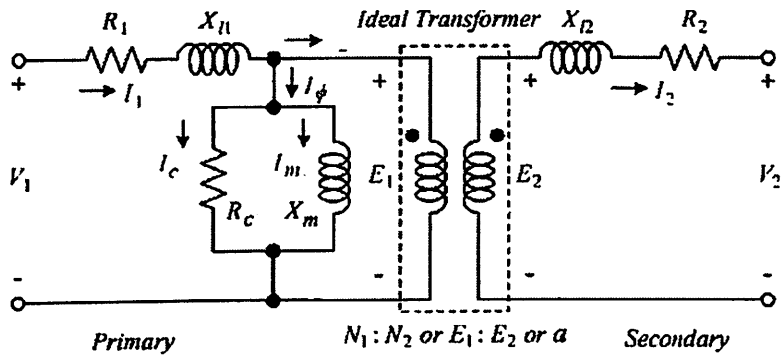 R1 Xl1 Ideal Transformer Xl2 R2
+ I1 Iϕ + + I2 +
V1 Ic Im E1 E2 V2
Rc Xm
- - - -
Primary N1 : N2 or E1 : E2 or a Secondary